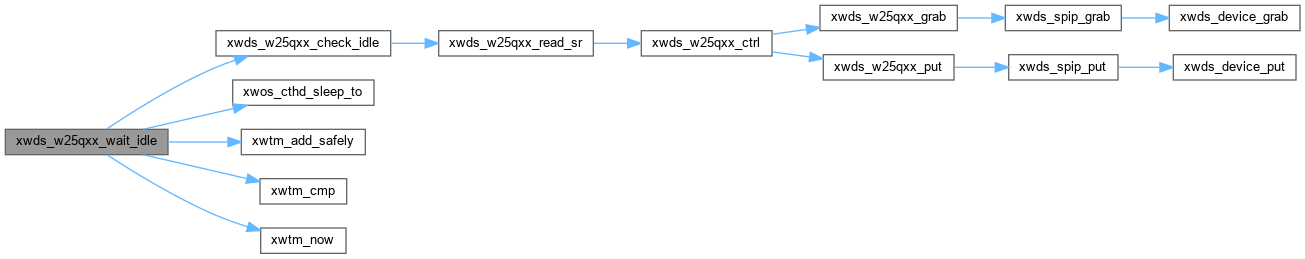 xwds_w25qxx_wait_idle
xwds_w25qxx_check_idle
xwds_w25qxx_read_sr
xwds_w25qxx_ctrl
xwds_w25qxx_grab
xwds_spip_grab
xwds_device_grab
xwds_w25qxx_put
xwds_spip_put
xwds_device_put
xwos_cthd_sleep_to
xwtm_add_safely
xwtm_cmp
xwtm_now